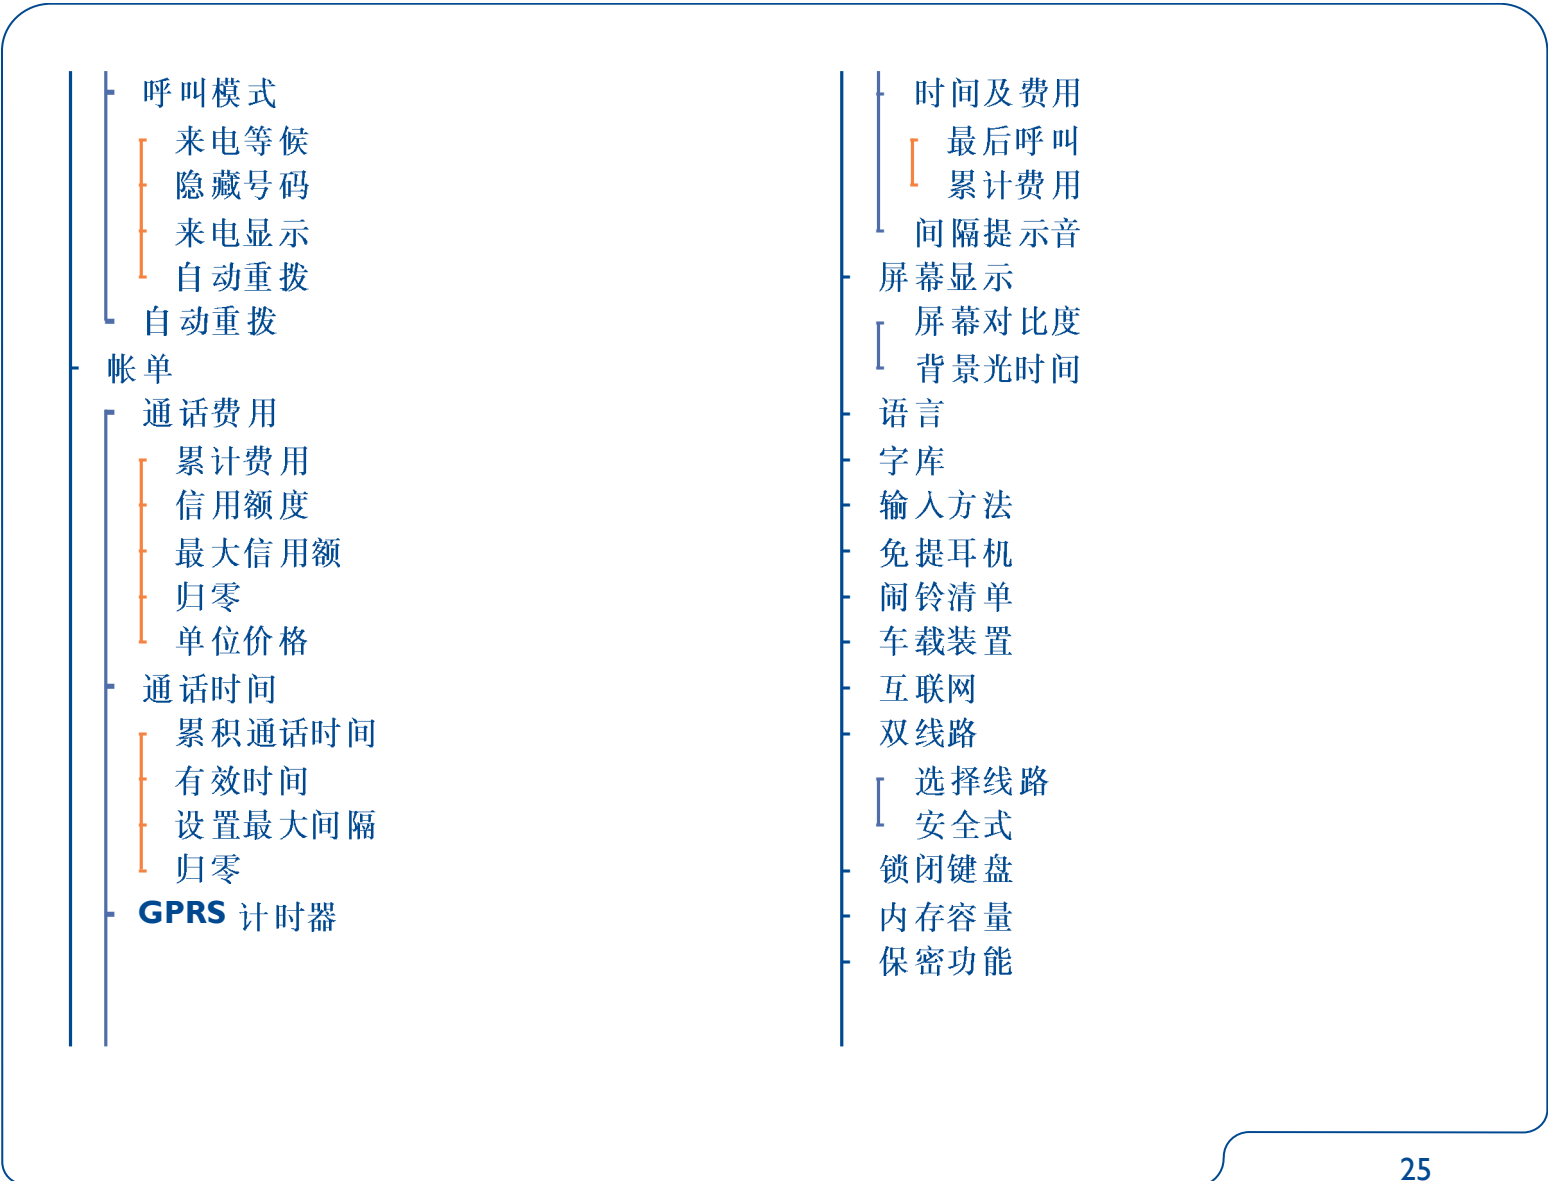 呼叫模式
来电等候
隐藏号码
来电显示
自动重拨
自动重拨
帐单
通话费用
累计费用
信用额度
最大信用额
归零
单位价格
通话时间
累积通话时间
有效时间
设置最大间隔
归零
GPRS 计时器
时间及费用
最后呼叫
累计费用
间隔提示音
屏幕显示
屏幕对比度
背景光时间
语言
字库
输入方法
免提耳机
闹铃清单
车载装置
互联网
双线路
选择线路
安全式
锁闭键盘
内存容量
保密功能
25